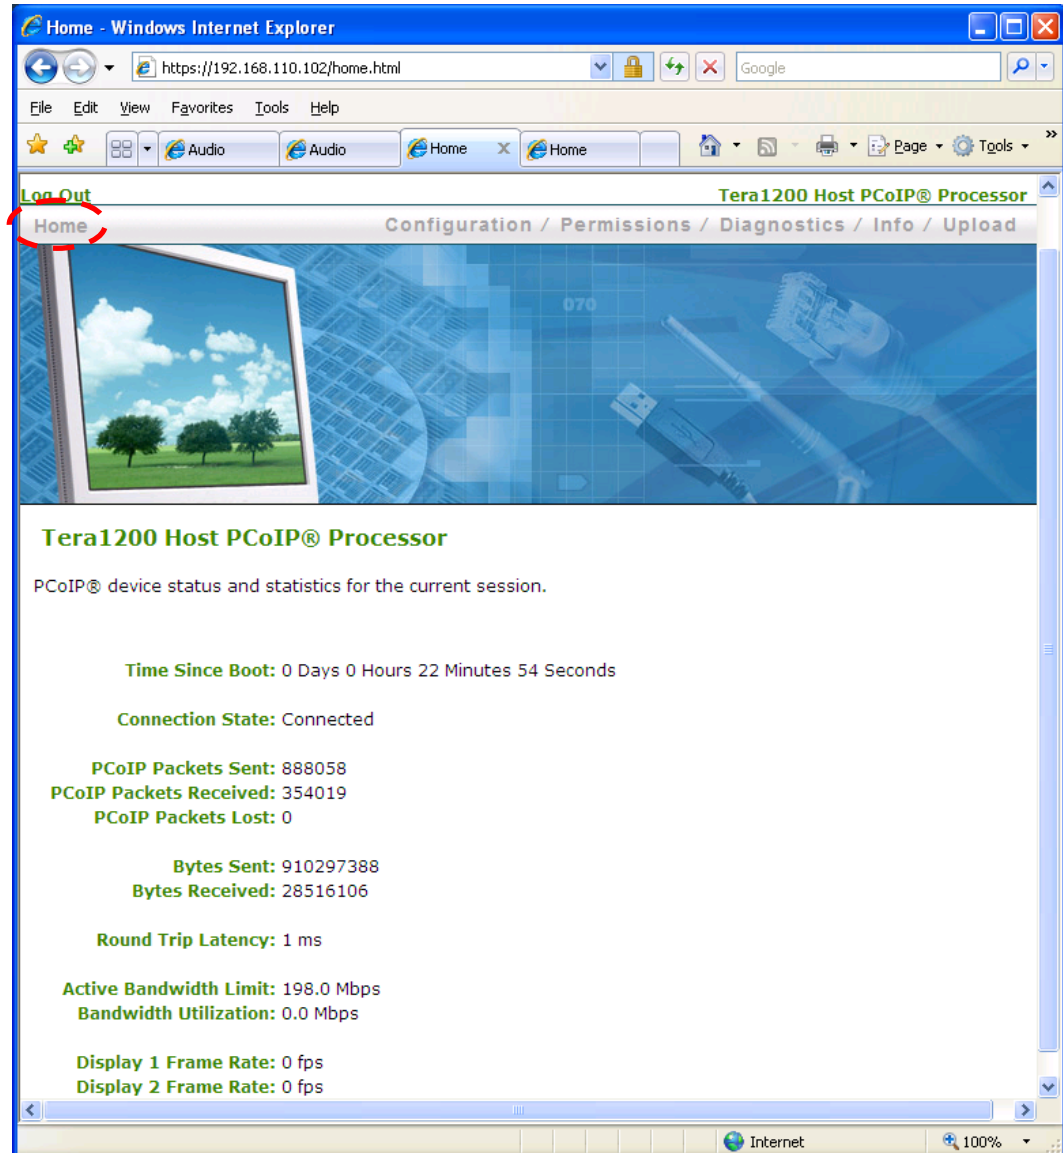 Home - Windows Internet Explorer
https://192.168.110.102/home.html
Google
File Edit View Favorites Tools Help
Audio Audio Home X Home Page Tools »
Log Out Tera1200 Host PCoIP® Processor
Home Configuration / Permissions / Diagnostics / Info / Upload
070
Tera1200 Host PCoIP® Processor
PCoIP® device status and statistics for the current session.
Time Since Boot: 0 Days 0 Hours 22 Minutes 54 Seconds
Connection State: Connected
PCoIP Packets Sent: 888058
PCoIP Packets Received: 354019
PCoIP Packets Lost: 0
Bytes Sent: 910297388
Bytes Received: 28516106
Round Trip Latency: 1 ms
Active Bandwidth Limit: 198.0 Mbps
Bandwidth Utilization: 0.0 Mbps
Display 1 Frame Rate: 0 fps
Display 2 Frame Rate: 0 fps
Internet 100%